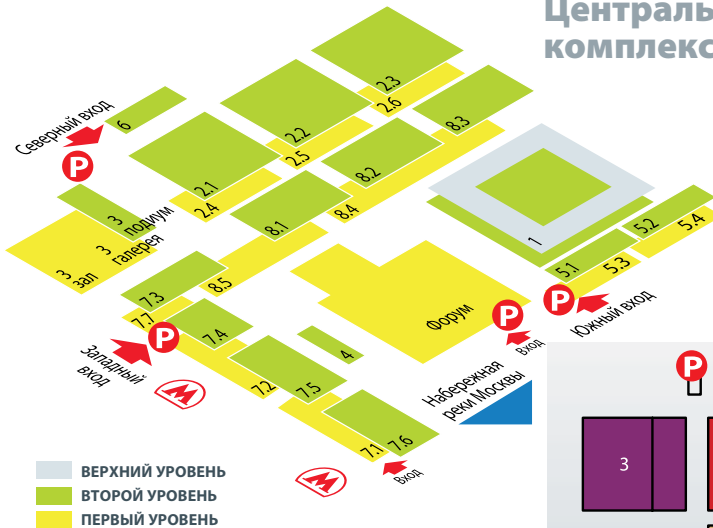 Централь
комплекс
2.3
2.6
8.3
Северный вход
6
P
2.2
2.5
8.2
2.1
2.4
8.4
8.1
3
подиум
3
галерея
3
зал
1
5.2
5.4
5.1
5.3
7.3
8.5
7.7
P
7.4
Форум
P
Вход
P
Южный вход
Западный
вход
М
4
7.2
7.5
Набережная
реки Москвы
P
7.1
7.6
Вход
М
3
ВЕРХНИЙ УРОВЕНЬ
ВТОРОЙ УРОВЕНЬ
ПЕРВЫЙ УРОВЕНЬ